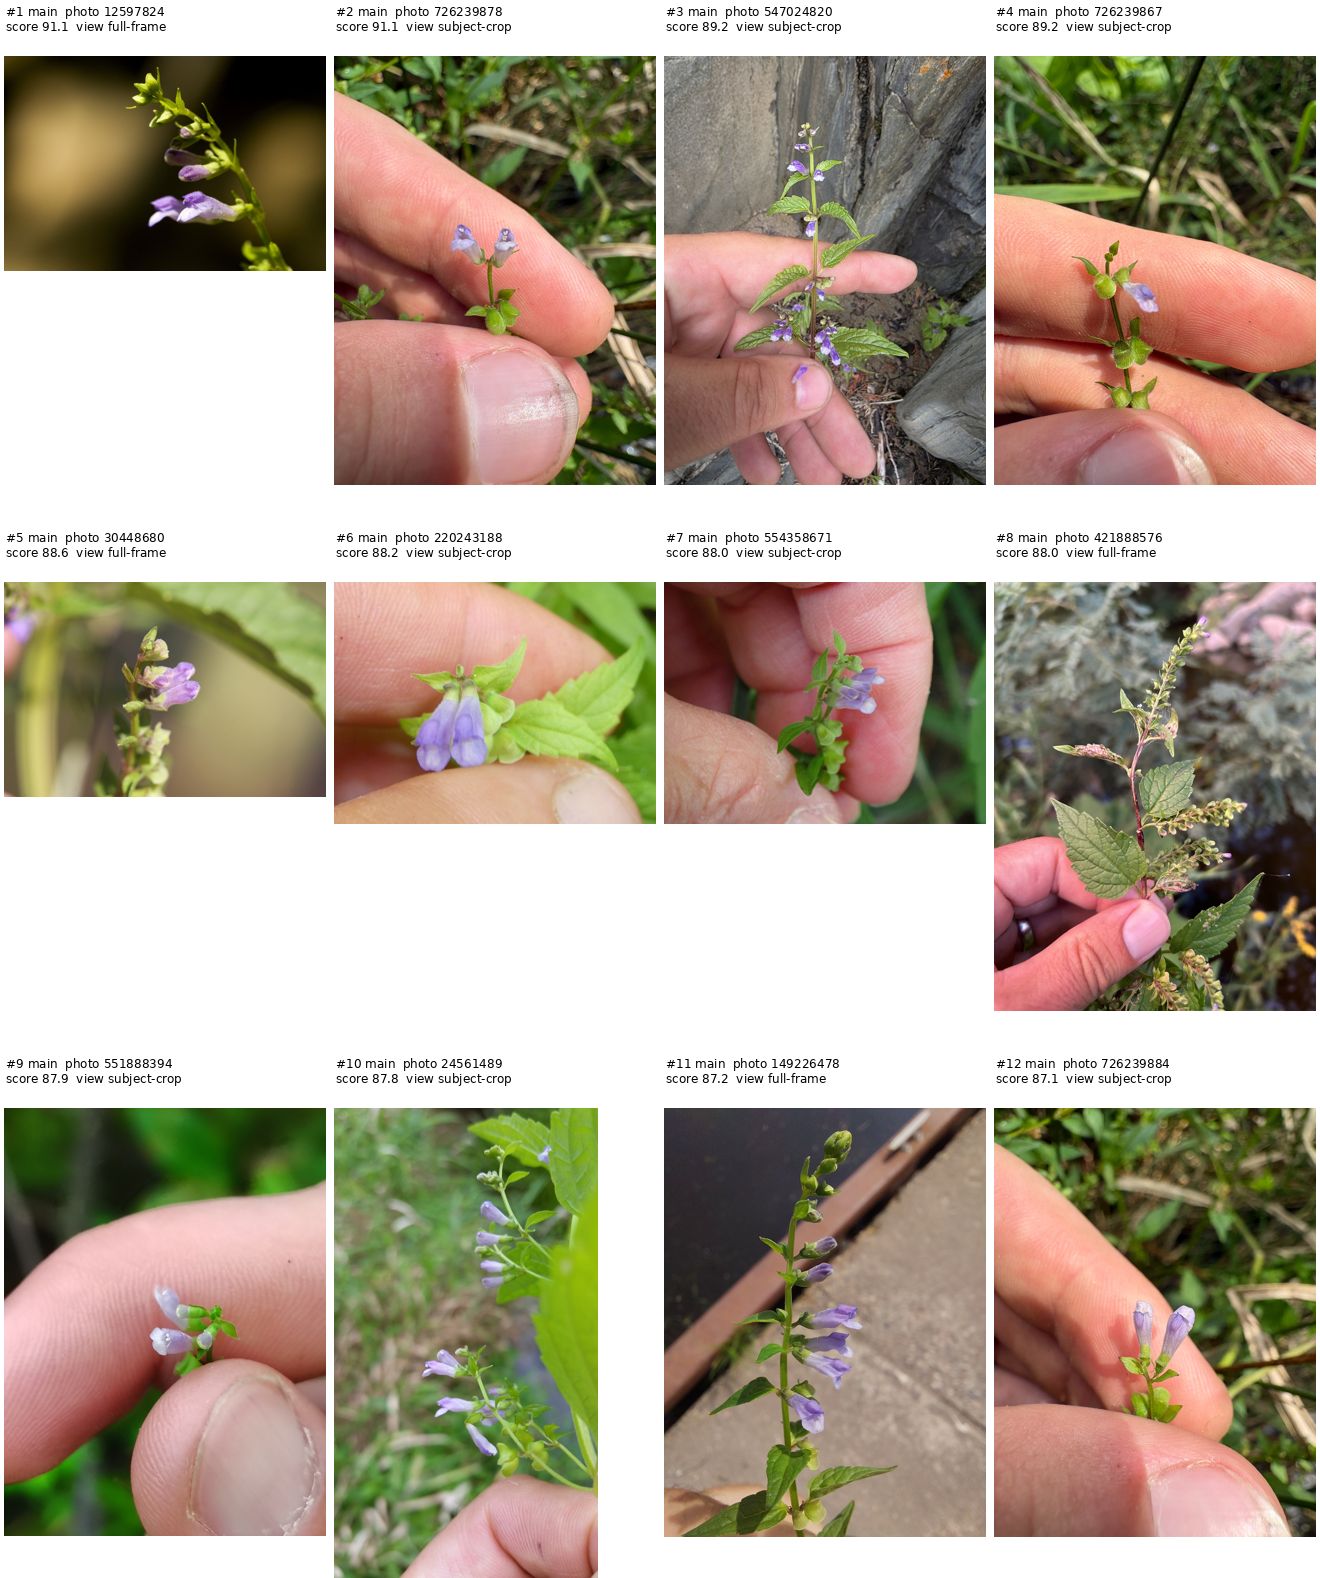 #1 main  photo 12597824
score 91.1  view full-frame
#2 main  photo 726239878
score 91.1  view subject-crop
#3 main  photo 547024820
score 89.2  view subject-crop
#4 main  photo 726239867
score 89.2  view subject-crop
#5 main  photo 30448680
score 88.6  view full-frame
#6 main  photo 220243188
score 88.2  view subject-crop
#7 main  photo 554358671
score 88.0  view subject-crop
#8 main  photo 421888576
score 88.0  view full-frame
#9 main  photo 551888394
score 87.9  view subject-crop
#10 main  photo 24561489
score 87.8  view subject-crop
#11 main  photo 149226478
score 87.2  view full-frame
#12 main  photo 726239884
score 87.1  view subject-crop